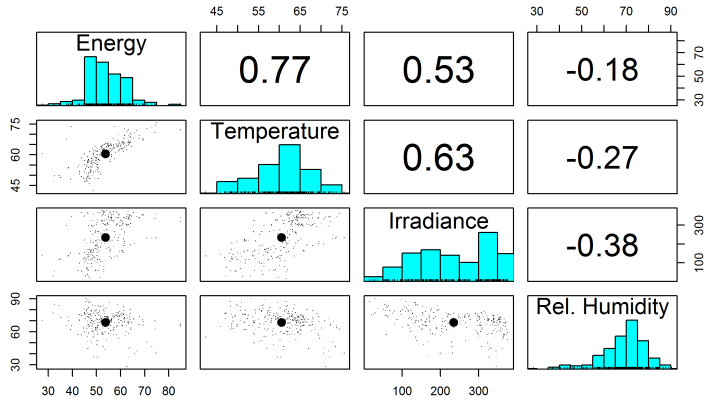 45 55 65 75 30 50 70 90
Energy 0.77 0.53 -0.18
30 50 70
45 60 75
Temperature 0.63 -0.27
Irradiance -0.38
100 300
30 60 90
Rel. Humidity
30 40 50 60 70 80 100 200 300